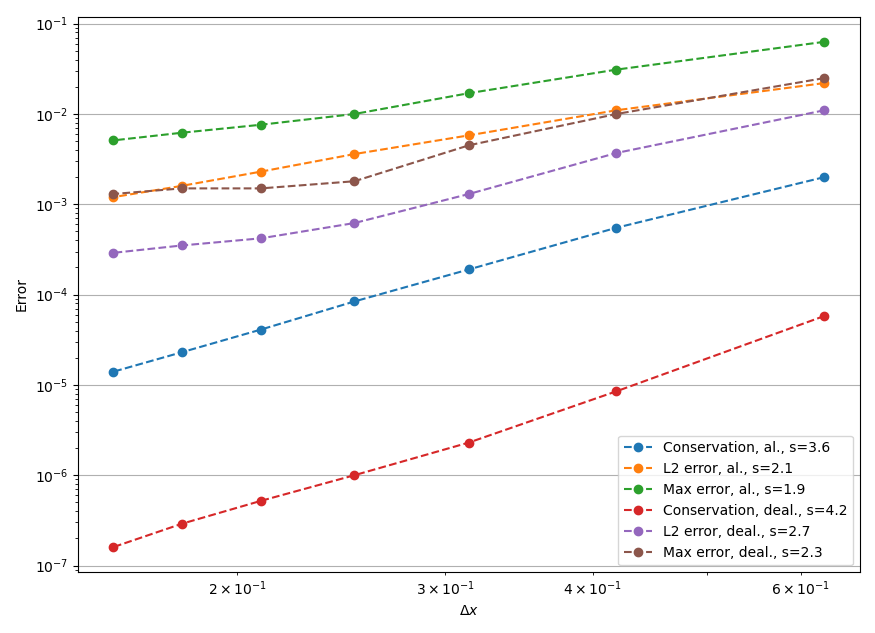 10⁻¹
10⁻²
10⁻³
10⁻⁴
10⁻⁵
10⁻⁶
10⁻⁷
Error
Conservation, al., s=3.6
L2 error, al., s=2.1
Max error, al., s=1.9
Conservation, deal., s=4.2
L2 error, deal., s=2.7
Max error, deal., s=2.3
2 × 10⁻¹
3 × 10⁻¹
4 × 10⁻¹
6 × 10⁻¹
Δx